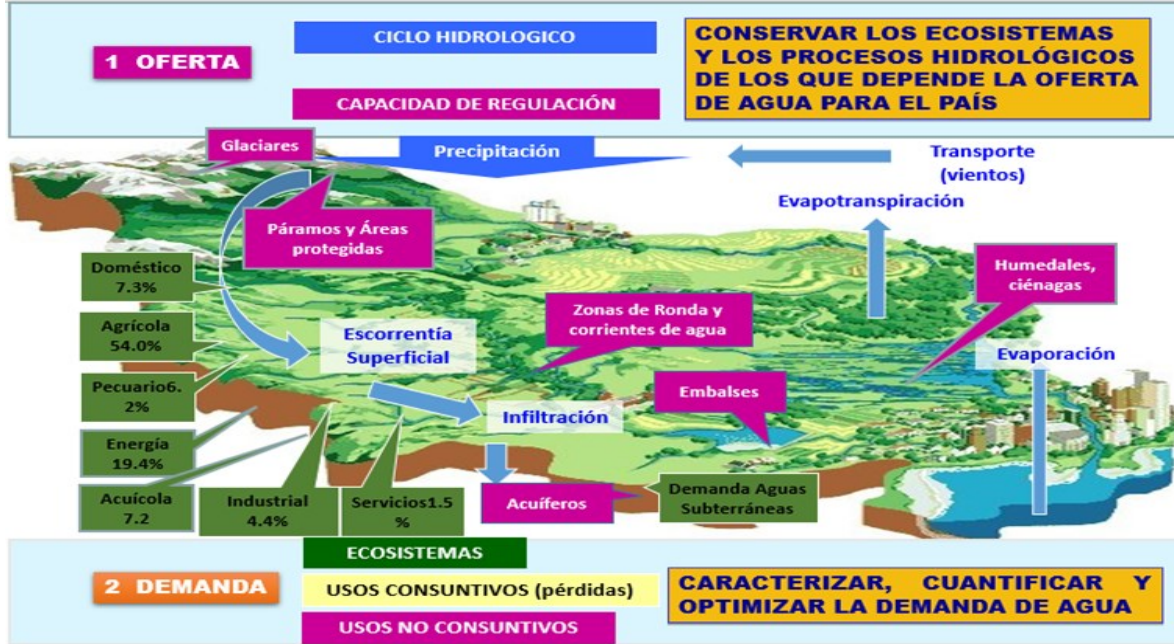 1 OFERTA
CICLO HIDROLOGICO
CAPACIDAD DE REGULACIÓN
CONSERVAR LOS ECOSISTEMAS
Y LOS PROCESOS HIDROLÓGICOS
DE LOS QUE DEPENDE LA OFERTA
DE AGUA PARA EL PAÍS
Glaciares
Precipitación
Transporte
(vientos)
Evapotranspiración
Páramos y Áreas
protegidas
Humedales,
ciénagas
Doméstico
7.3%
Zonas de Ronda y
corrientes de agua
Agrícola
54.0%
Escorrentía
Superficial
Evaporación
Pecuario6.
2%
Embalses
Infiltración
Energía
19.4%
Acuícola
7.2
Industrial
4.4%
Servicios1.5
%
Acuíferos
Demanda Aguas
Subterráneas
2 DEMANDA
ECOSISTEMAS
USOS CONSUNTIVOS (pérdidas)
USOS NO CONSUNTIVOS
CARACTERIZAR, CUANTIFICAR Y
OPTIMIZAR LA DEMANDA DE AGUA